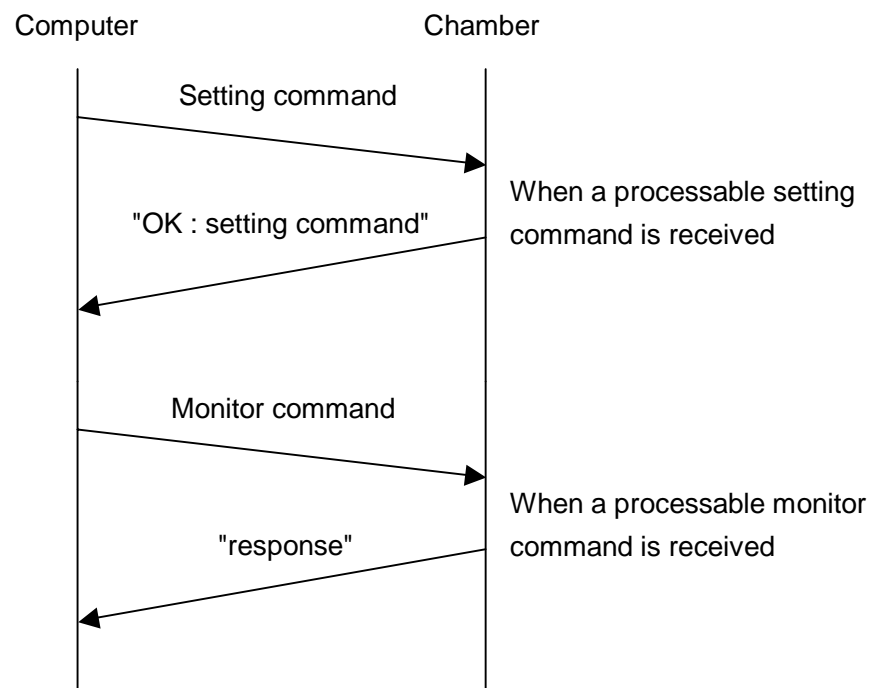 Computer
Chamber
Setting command
When a processable setting
command is received
"OK : setting command"
Monitor command
When a processable monitor
command is received
"response"